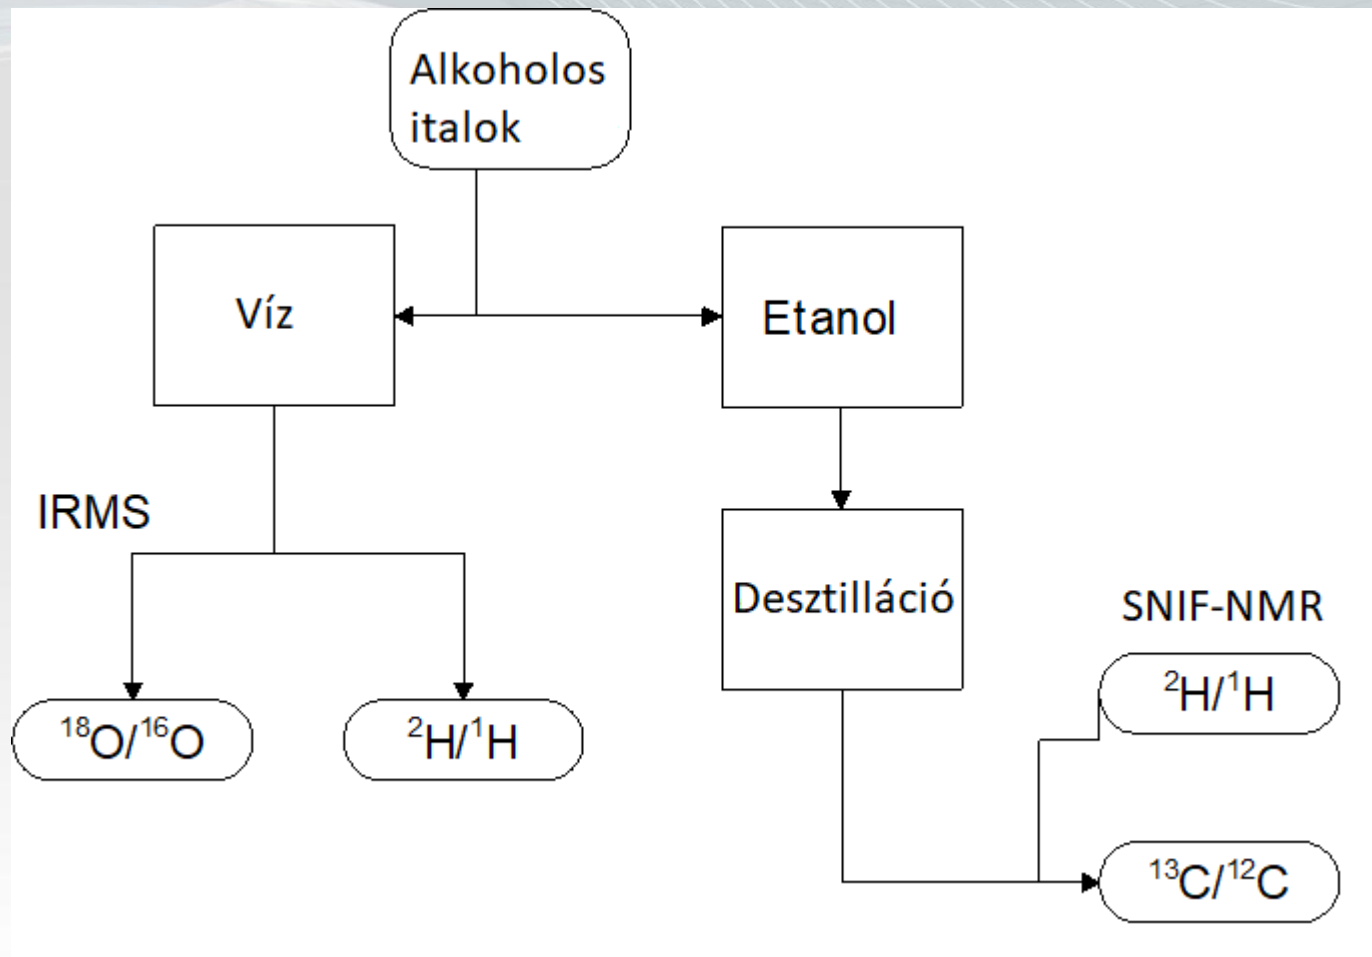 Alkoholos
italok
Víz
Etanol
IRMS
Desztilláció
SNIF-NMR
²H/¹H
¹⁸O/¹⁶O
²H/¹H
¹³C/¹²C